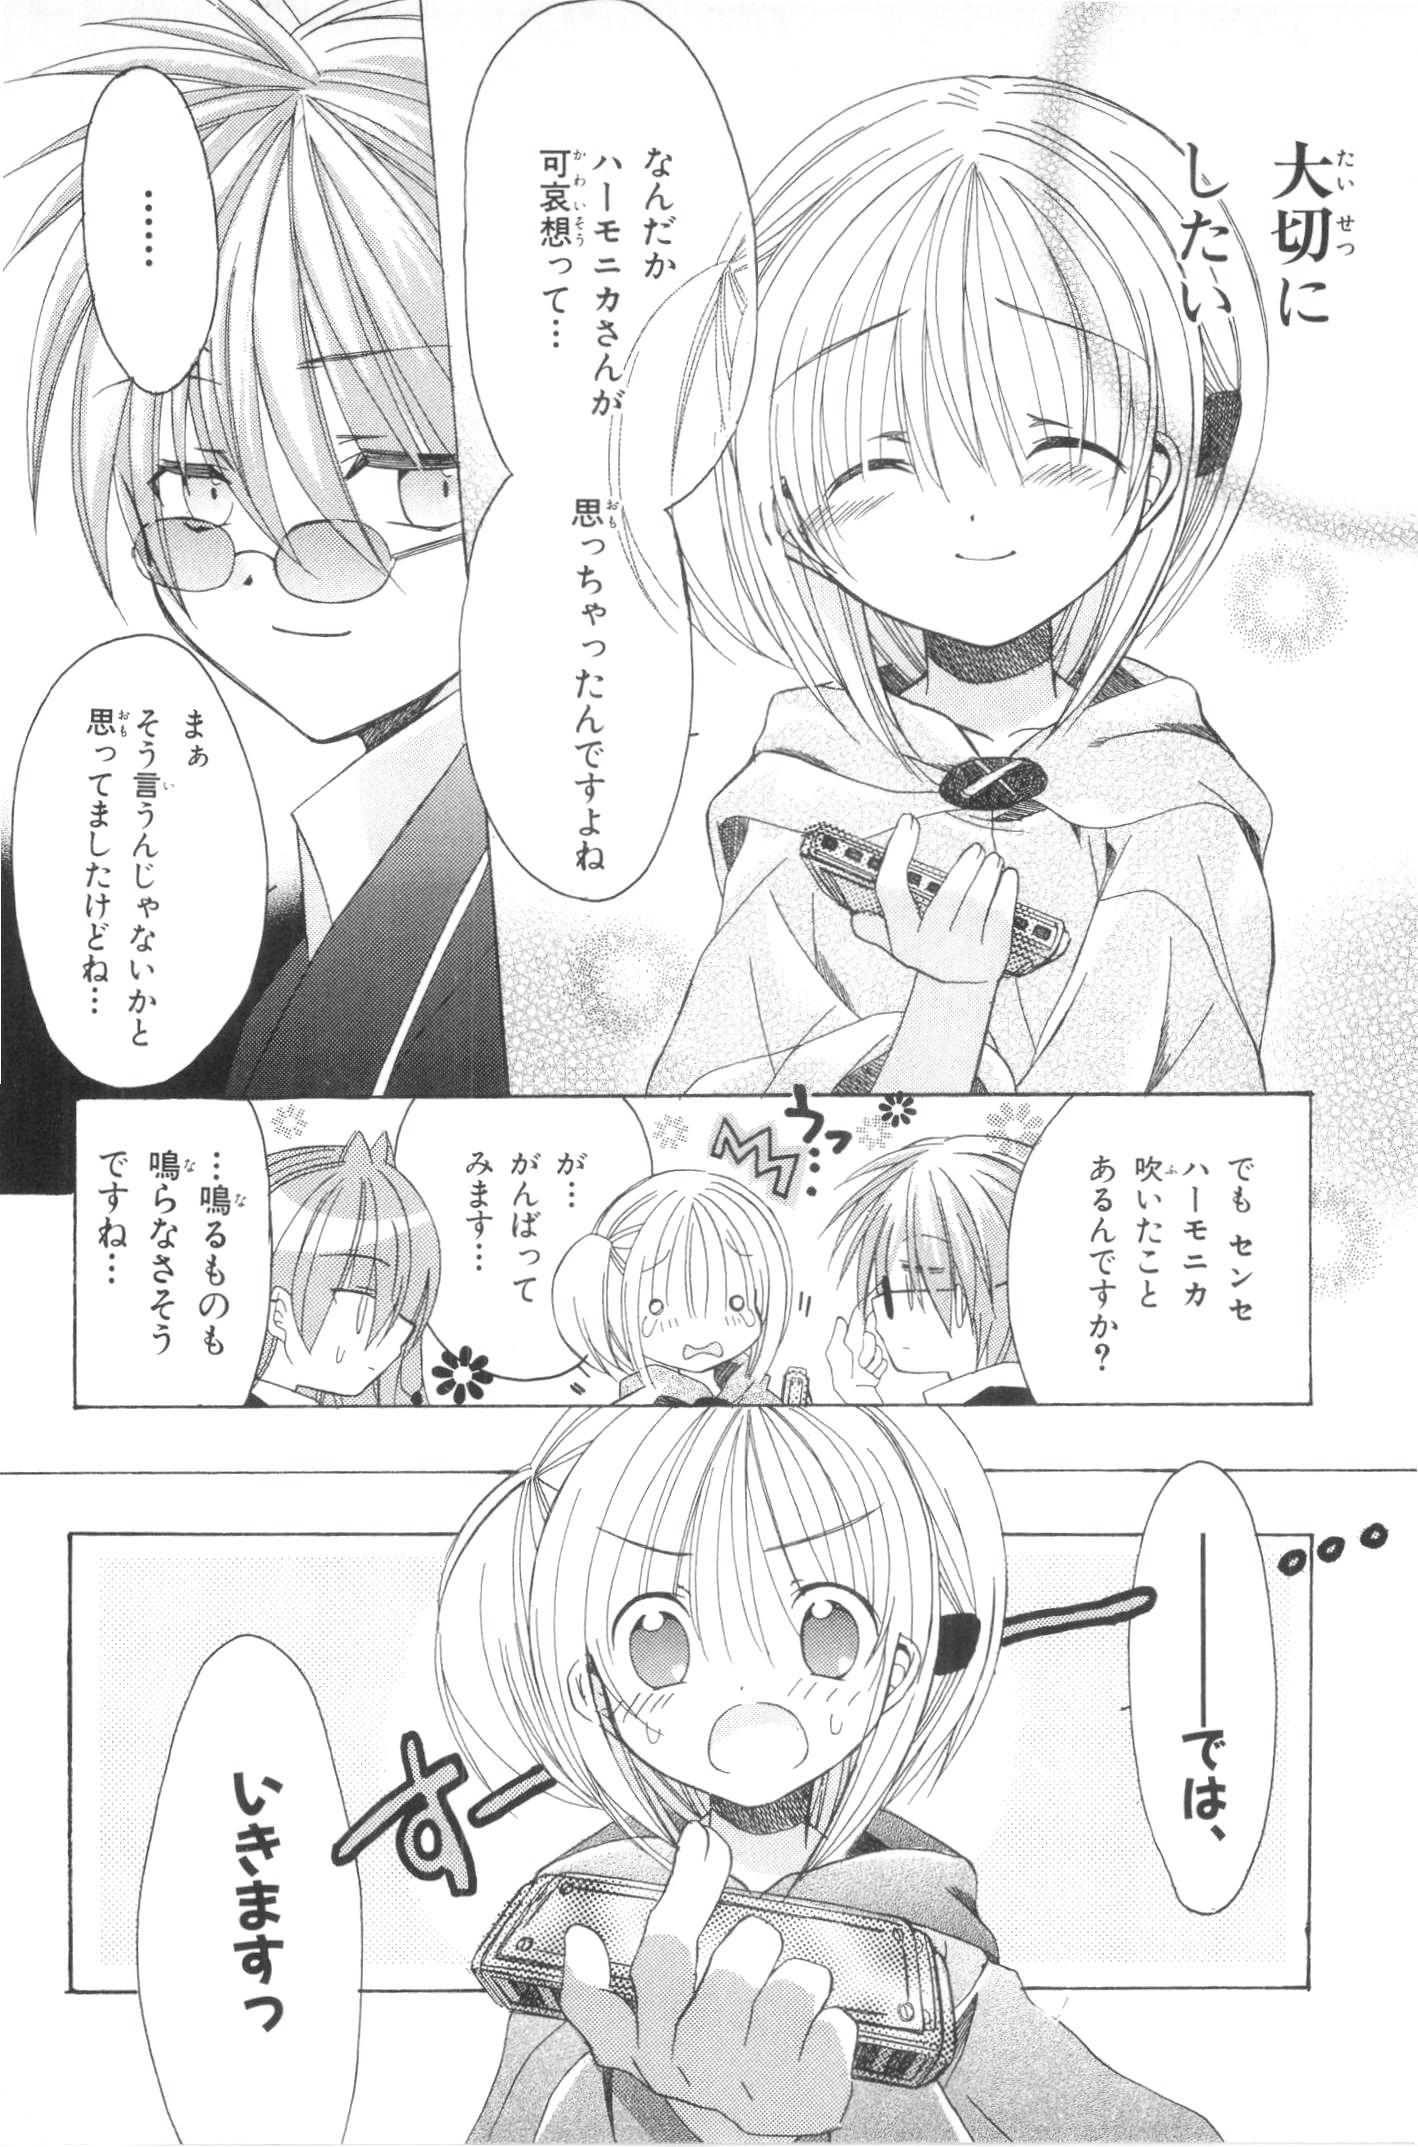 大切に
したい
なんだか
ハーモニカさんが
可哀想って…
思っちゃったんですよね
……
まぁ
そう言うんじゃないかと
思ってましたけどね…
でも センセ
ハーモニカ
吹いたこと
あるんですか？
うっ…
が…
がんばって
みます…
…鳴るものも
鳴らなさそう
ですね…
――では、
すー
いきますっ